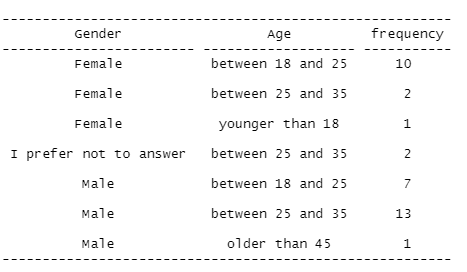 Gender Age frequency
Female between 18 and 25 10
Female between 25 and 35 2
Female younger than 18 1
I prefer not to answer between 25 and 35 2
Male between 18 and 25 7
Male between 25 and 35 13
Male older than 45 1